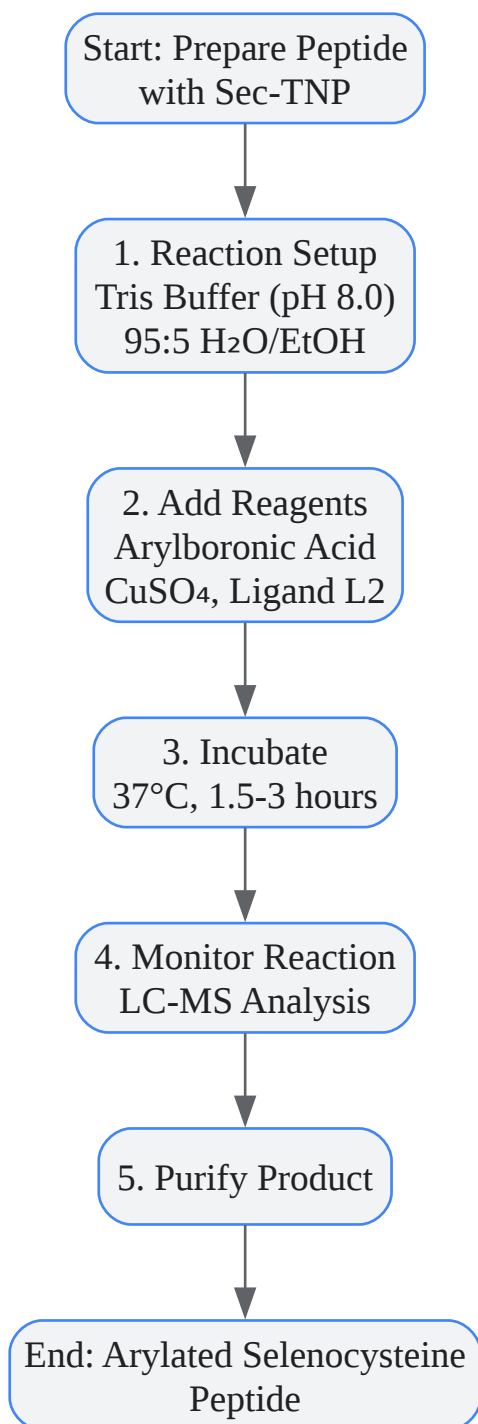 Start: Prepare Peptide
with Sec-TNP
1. Reaction Setup
Tris Buffer (pH 8.0)
95:5 H₂O/EtOH
2. Add Reagents
Arylboronic Acid
CuSO₄, Ligand L2
3. Incubate
37°C, 1.5-3 hours
4. Monitor Reaction
LC-MS Analysis
5. Purify Product
End: Arylated Selenocysteine
Peptide